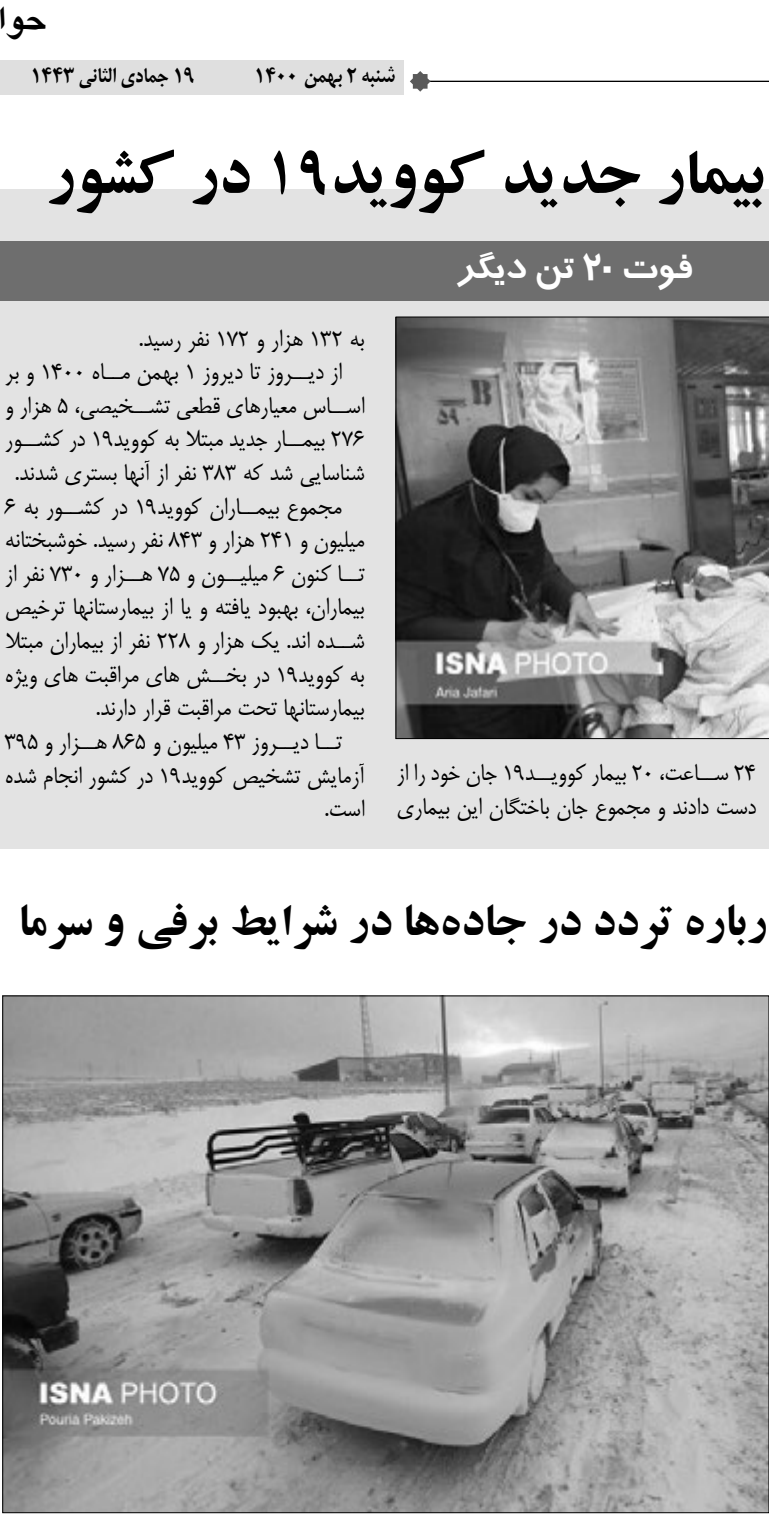 حوا
شنبه ۲ بهمن ۱۴۰۰ ۱۹ جمادی الثانی ۱۴۴۳
بیمار جدید کووید۱۹ در کشور
فوت ۲۰ تن دیگر
B
ISNA PHOTO
Aria Jafari
۲۴ ساعت، ۲۰ بیمار کووید۱۹ جان خود را از
دست دادند و مجموع جان باختگان این بیماری
به ۱۳۲ هزار و ۱۷۲ نفر رسید.
از دیروز تا دیروز ۱ بهمن ماه ۱۴۰۰ و بر
اساس معیارهای قطعی تشخیصی، ۵ هزار و
۲۷۶ بیمار جدید مبتلا به کووید۱۹ در کشور
شناسایی شد که ۳۸۳ نفر از آنها بستری شدند.
مجموع بیماران کووید۱۹ در کشور به ۶
میلیون و ۲۴۱ هزار و ۸۴۳ نفر رسید. خوشبختانه
تا کنون ۶ میلیون و ۷۵ هزار و ۷۳۰ نفر از
بیماران، بهبود یافته و یا از بیمارستانها ترخیص
شده اند. یک هزار و ۲۲۸ نفر از بیماران مبتلا
به کووید۱۹ در بخش های مراقبت های ویژه
بیمارستانها تحت مراقبت قرار دارند.
تا دیروز ۴۳ میلیون و ۸۶۵ هزار و ۳۹۵
آزمایش تشخیص کووید۱۹ در کشور انجام شده
است.
رباره تردد در جاده‌ها در شرایط برفی و سرما
ISNA PHOTO
Pouria Pakizeh